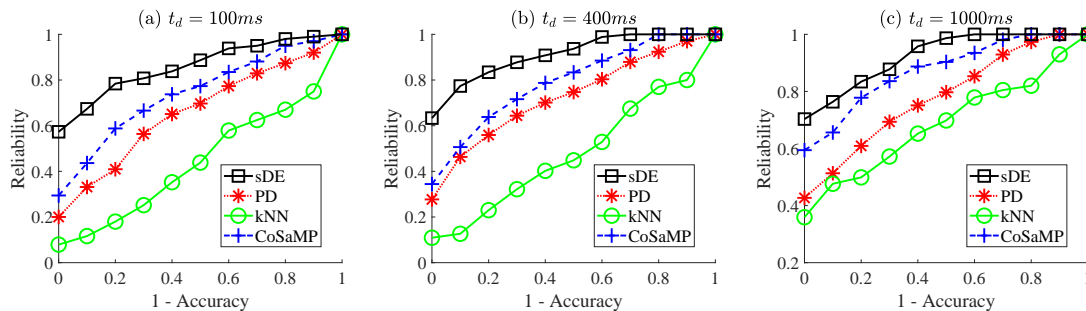 (a) t_d = 100ms
1
0.8
0.6
0.4
0.2
0
Reliability
0 0.2 0.4 0.6 0.8 1
1 - Accuracy
sDE
PD
kNN
CoSaMP
(b) t_d = 400ms
1
0.8
0.6
0.4
0.2
0
Reliability
0 0.2 0.4 0.6 0.8 1
1 - Accuracy
sDE
PD
kNN
CoSaMP
(c) t_d = 1000ms
1
0.8
0.6
0.4
0.2
Reliability
0 0.2 0.4 0.6 0.8 1
1 - Accuracy
sDE
PD
kNN
CoSaMP